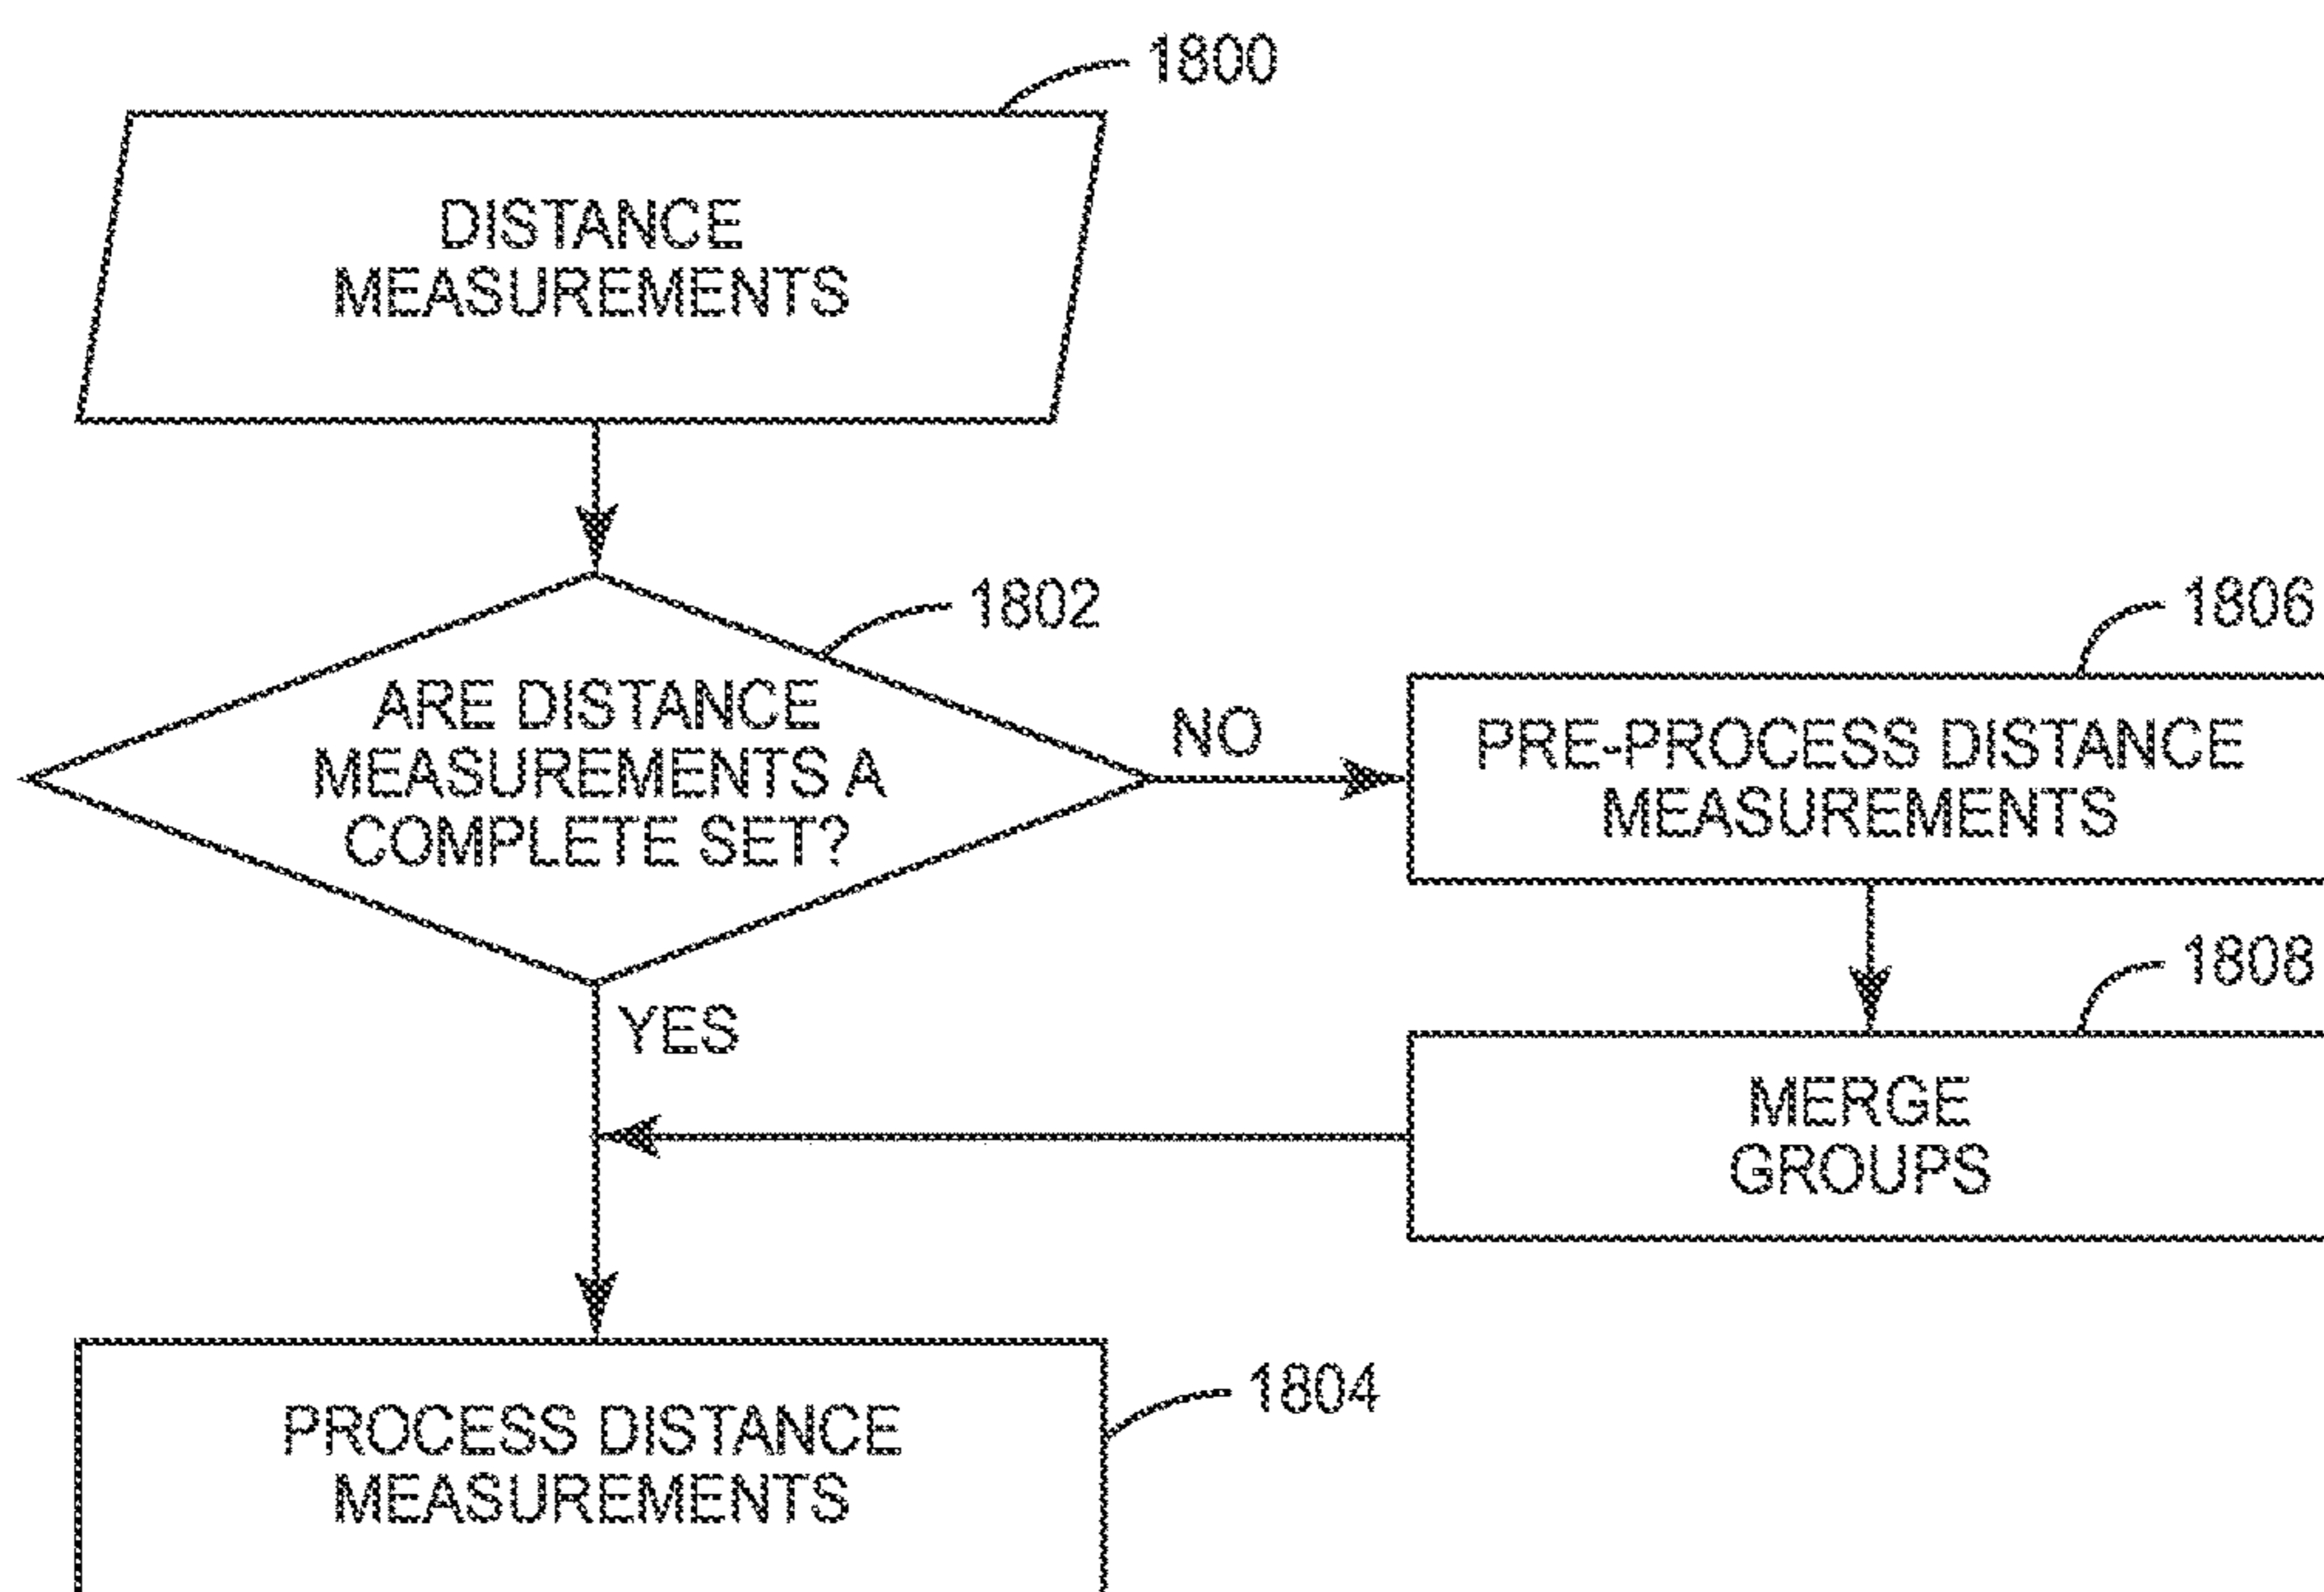 1800
DISTANCE
MEASUREMENTS
1802
ARE DISTANCE
MEASUREMENTS A
COMPLETE SET?
NO
1806
PRE-PROCESS DISTANCE
MEASUREMENTS
YES
1808
MERGE
GROUPS
1804
PROCESS DISTANCE
MEASUREMENTS